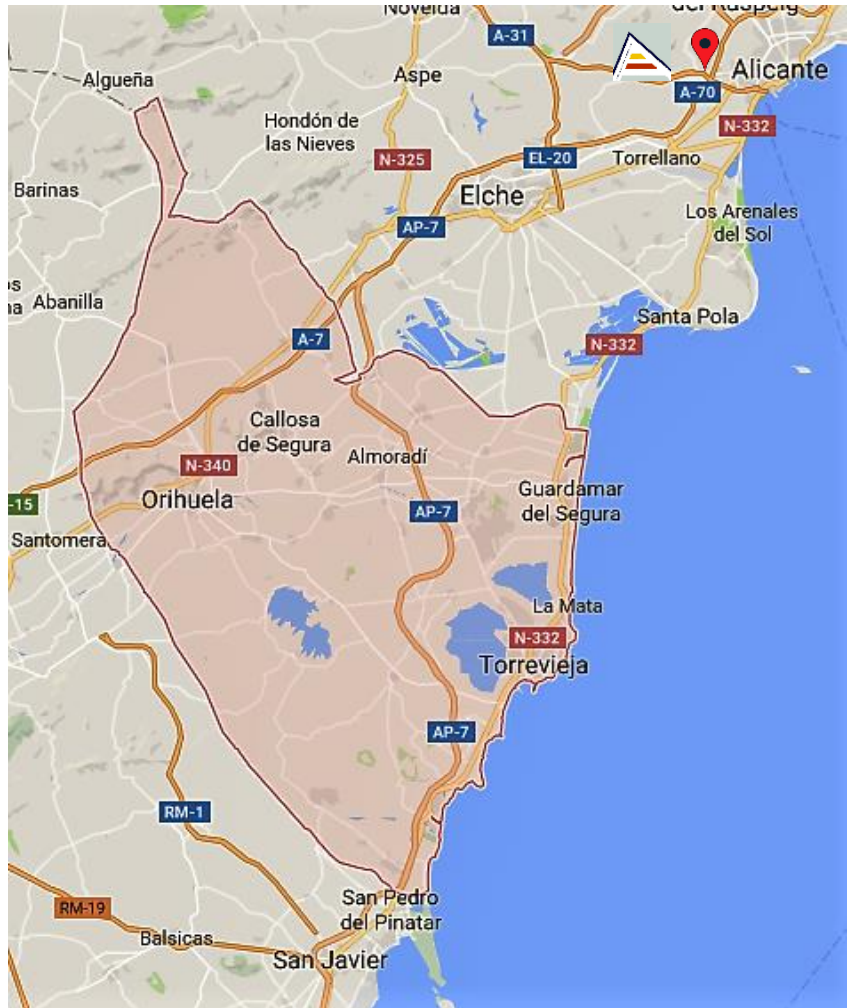 Novelda
del Raspeig
A-31
Algueña
Aspe
Alicante
A-70
Hondón de
las Nieves
N-332
N-325
EL-20
Torrellano
Barinas
Elche
Los Arenales
del Sol
AP-7
Abanilla
Santa Pola
A-7
N-332
Callosa
de Segura
Almoradí
N-340
Orihuela
Guardamar
del Segura
-15
AP-7
Santomera
La Mata
N-332
Torrevieja
AP-7
RM-1
San Pedro
del Pinatar
RM-19
Balsicas
San Javier